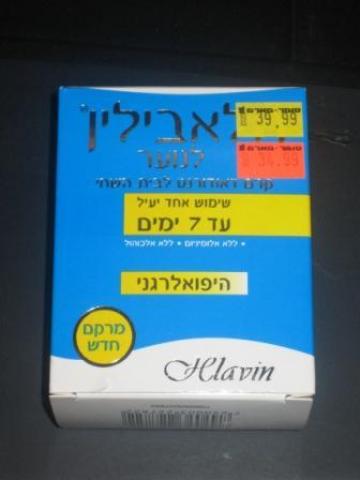 לאבילין®
39.99
לנוער
34.99
קרם דאודורנט לבית השחי
שימוש אחד יעיל
עד 7 ימים
• ללא אלומיניום • ללא אלכוהול
היפואלרגני
מרקם
חדש
Hlavin